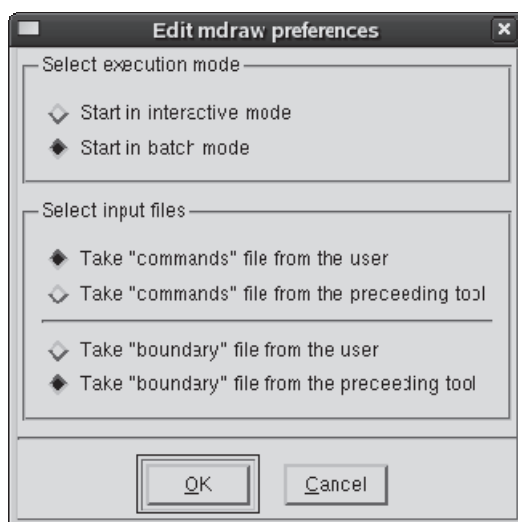 Edit mdraw preferences
Select execution mode
Start in interactive mode
Start in batch mode
Select input files
Take "commands" file from the user
Take "commands" file from the preceeding tool
Take "boundary" file from the user
Take "boundary" file from the preceeding tool
OK
Cancel